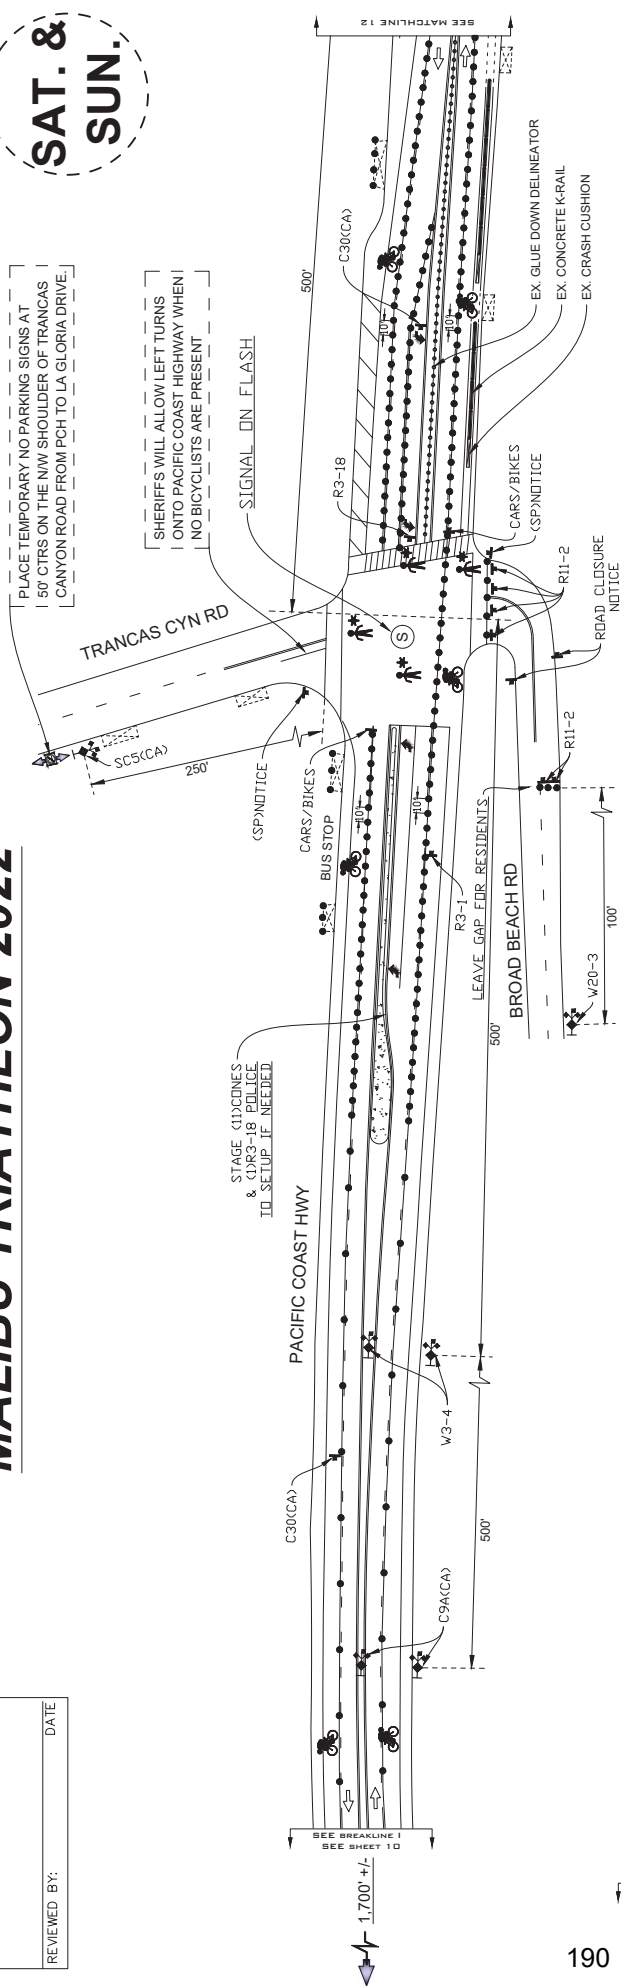 SAT. &
SUN.
MALIBU TRIATHLON 2022
PLACE TEMPORARY NO PARKING SIGNS AT
50' CTRS ON THE N/W SHOULDER OF TRANCAS
CANYON ROAD FROM PCH TO LA GLORIA DRIVE.
SHERIFFS WILL ALLOW LEFT TURNS
ONTO PACIFIC COAST HIGHWAY WHEN
NO BICYCLISTS ARE PRESENT
SIGNAL ON FLASH
SEE MATCHLINE 12
500'
C30(CA)
EX. GLUE DOWN DELINEATOR
EX. CONCRETE K-RAIL
EX. CRASH CUSHION
10'
10'
R3-18
CARS/BIKES
(SP)NOTICE
R11-2
ROAD CLOSURE
NOTICE
TRANCAS CYN RD
S
SC5(CA)
250'
(SP)NOTICE
CARS/BIKES
BUS STOP
10'
10'
R3-1
LEAVE GAP FOR RESIDENTS
R11-2
BROAD BEACH RD
100'
W20-3
500'
STAGE (11)CONES
& (1)R3-18 POLICE
TO SETUP IF NEEDED
PACIFIC COAST HWY
W3-4
C30(CA)
500'
C9A(CA)
SEE BREAKLINE I
SEE SHEET 10
1,700' +/-
REVIEWED BY:
DATE
190